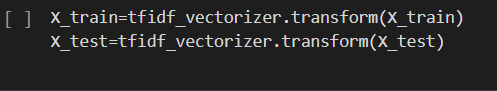 [ ] X_train=tfidf_vectorizer.transform(X_train)
X_test=tfidf_vectorizer.transform(X_test)